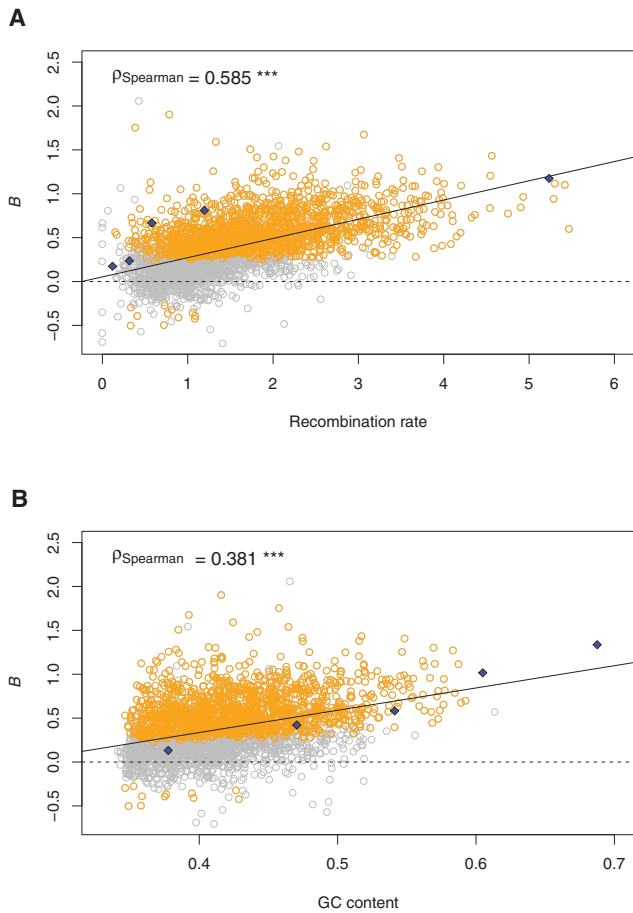 A
ρSpearman = 0.585 ***
B
2.5
2.0
1.5
1.0
0.5
0.0
−0.5
0 1 2 3 4 5 6
Recombination rate
B
ρSpearman = 0.381 ***
B
2.5
2.0
1.5
1.0
0.5
0.0
−0.5
0.4 0.5 0.6 0.7
GC content